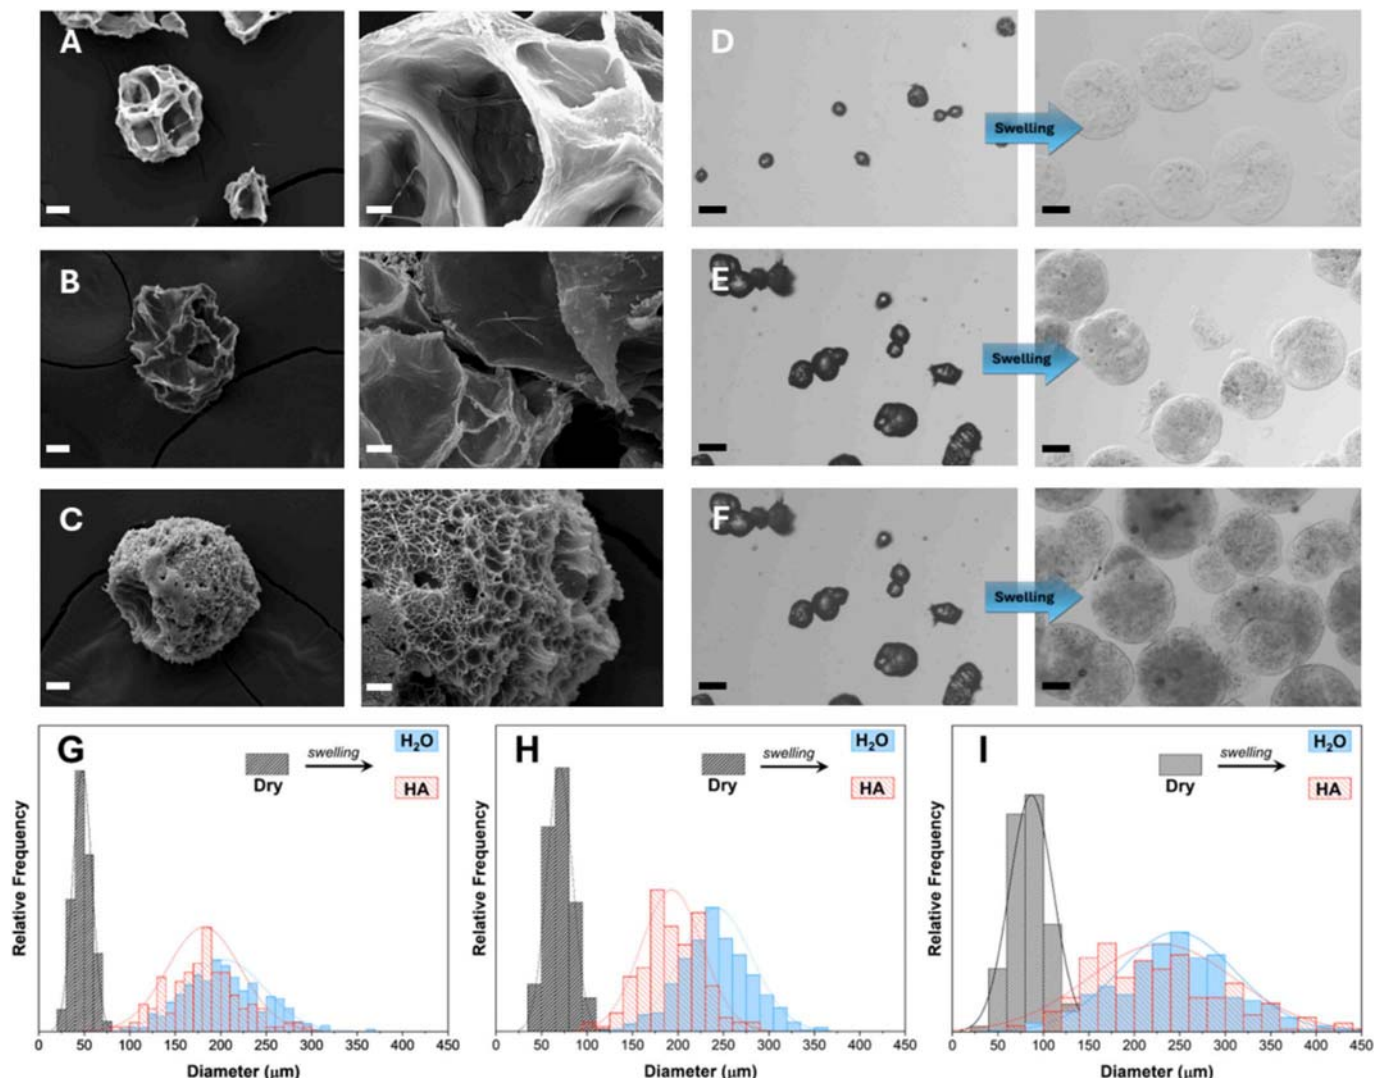 A
D
Swelling
B
E
Swelling
C
F
Swelling
G
H₂O
swelling
Dry
HA
Relative Frequency
0 50 100 150 200 250 300 350 400 450
Diameter (μm)
H
H₂O
swelling
Dry
HA
Relative Frequency
0 50 100 150 200 250 300 350 400 450
Diameter (μm)
I
H₂O
swelling
Dry
HA
Relative Frequency
0 50 100 150 200 250 300 350 400 450
Diameter (μm)